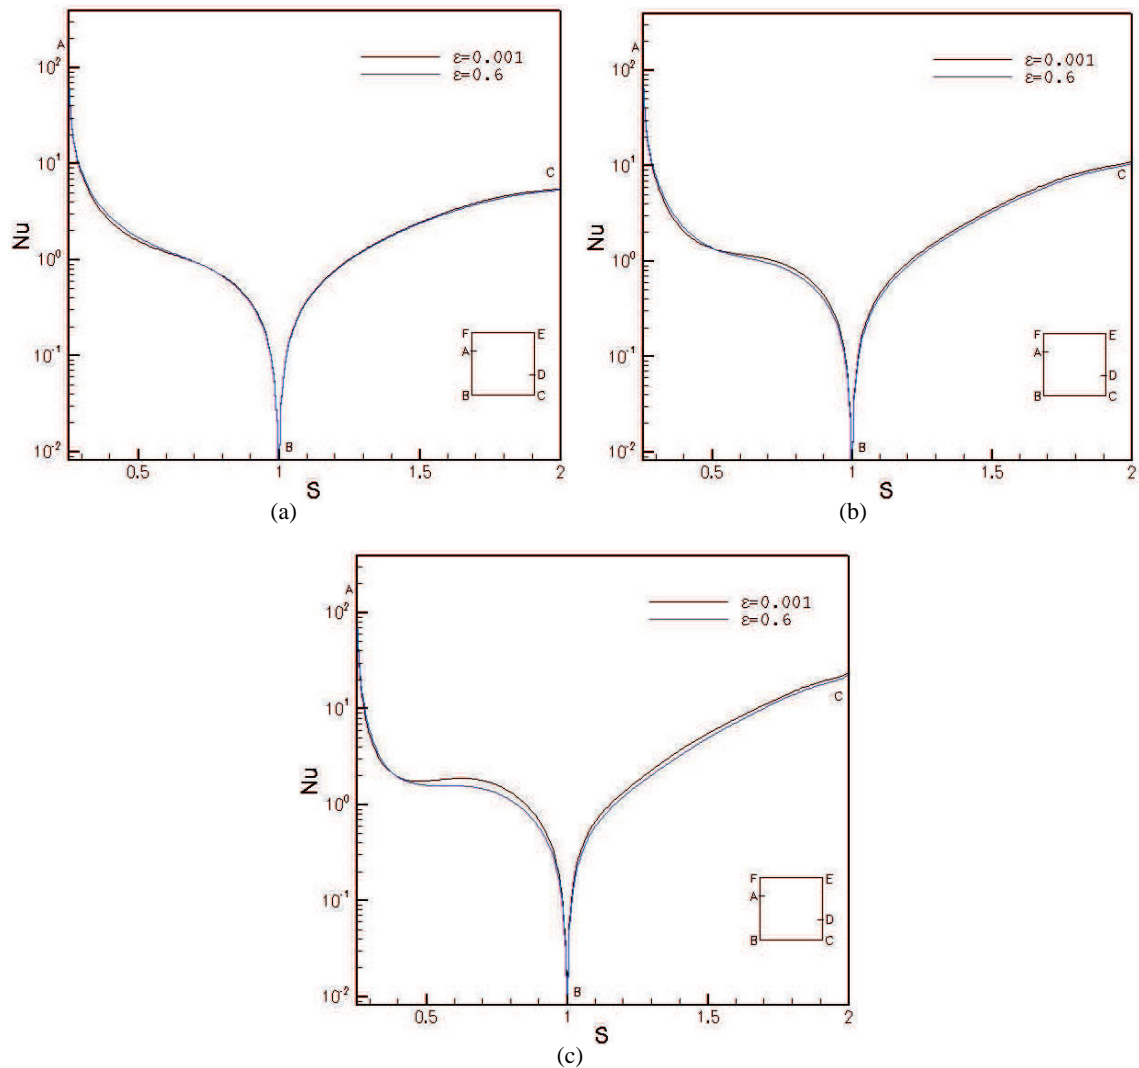 A
ε=0.001
ε=0.6
10²
10¹
10⁰
10⁻¹
10⁻²
Nu
C
B
F E
A
D
B C
0.5 1 1.5 2
S
(a)
A
ε=0.001
ε=0.6
10²
10¹
10⁰
10⁻¹
10⁻²
Nu
C
B
F E
A
D
B C
0.5 1 1.5 2
S
(b)
A
ε=0.001
ε=0.6
10²
10¹
10⁰
10⁻¹
10⁻²
Nu
C
B
F E
A
D
B C
0.5 1 1.5 2
S
(c)